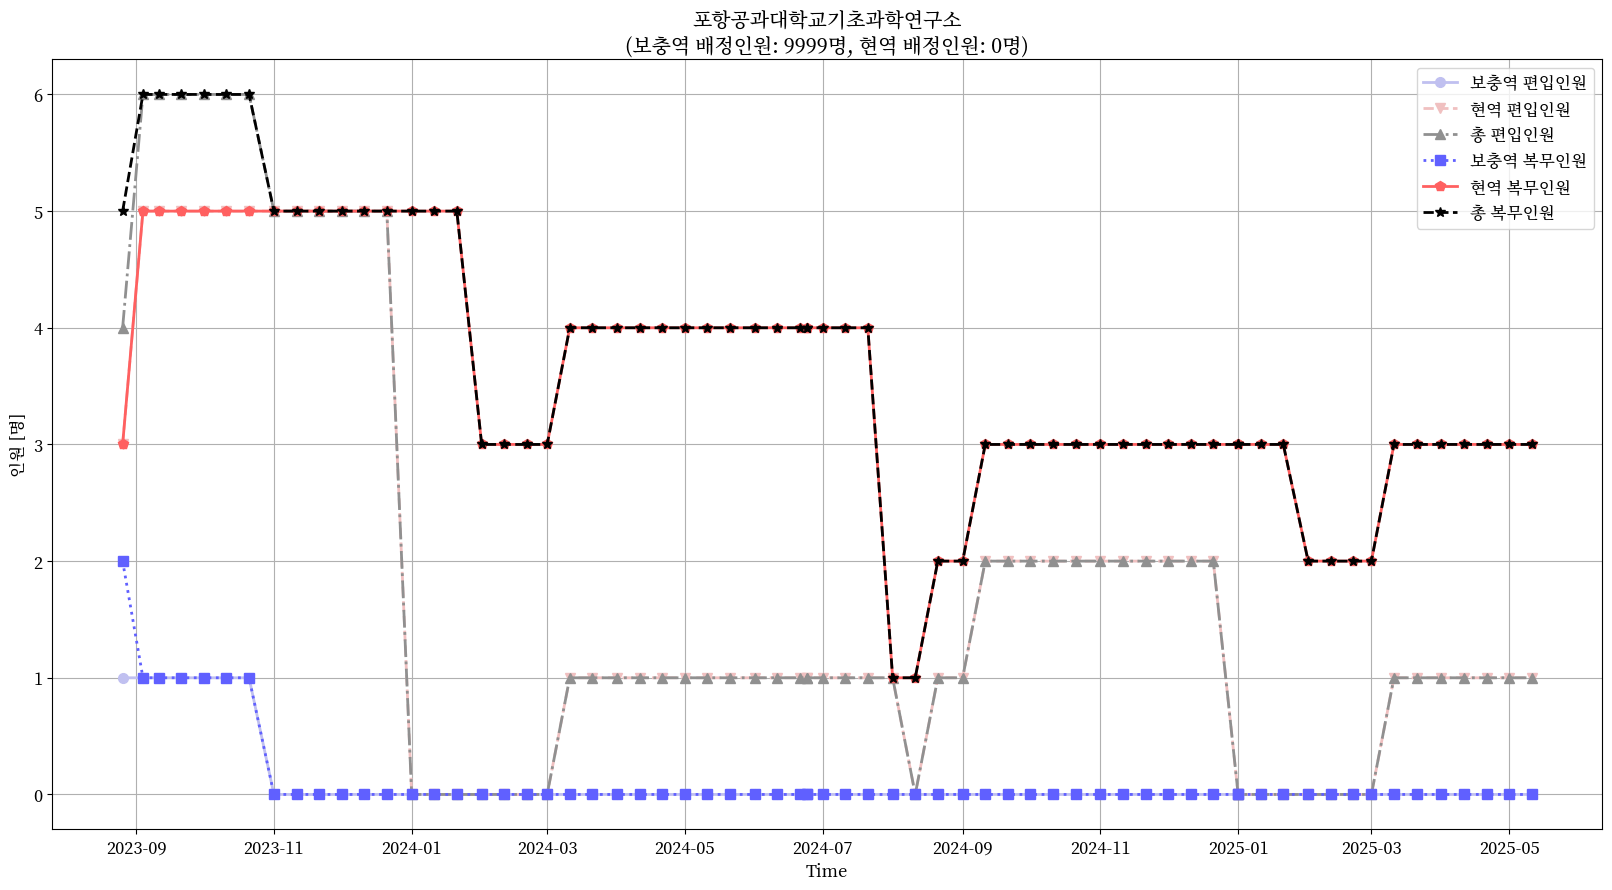 포항공과대학교기초과학연구소
(보충역 배정인원: 9999명, 현역 배정인원: 0명)
보충역 편입인원
현역 편입인원
총 편입인원
보충역 복무인원
현역 복무인원
총 복무인원
인원 [명]
6
5
4
3
2
1
0
2023-09 2023-11 2024-01 2024-03 2024-05 2024-07 2024-09 2024-11 2025-01 2025-03 2025-05
Time